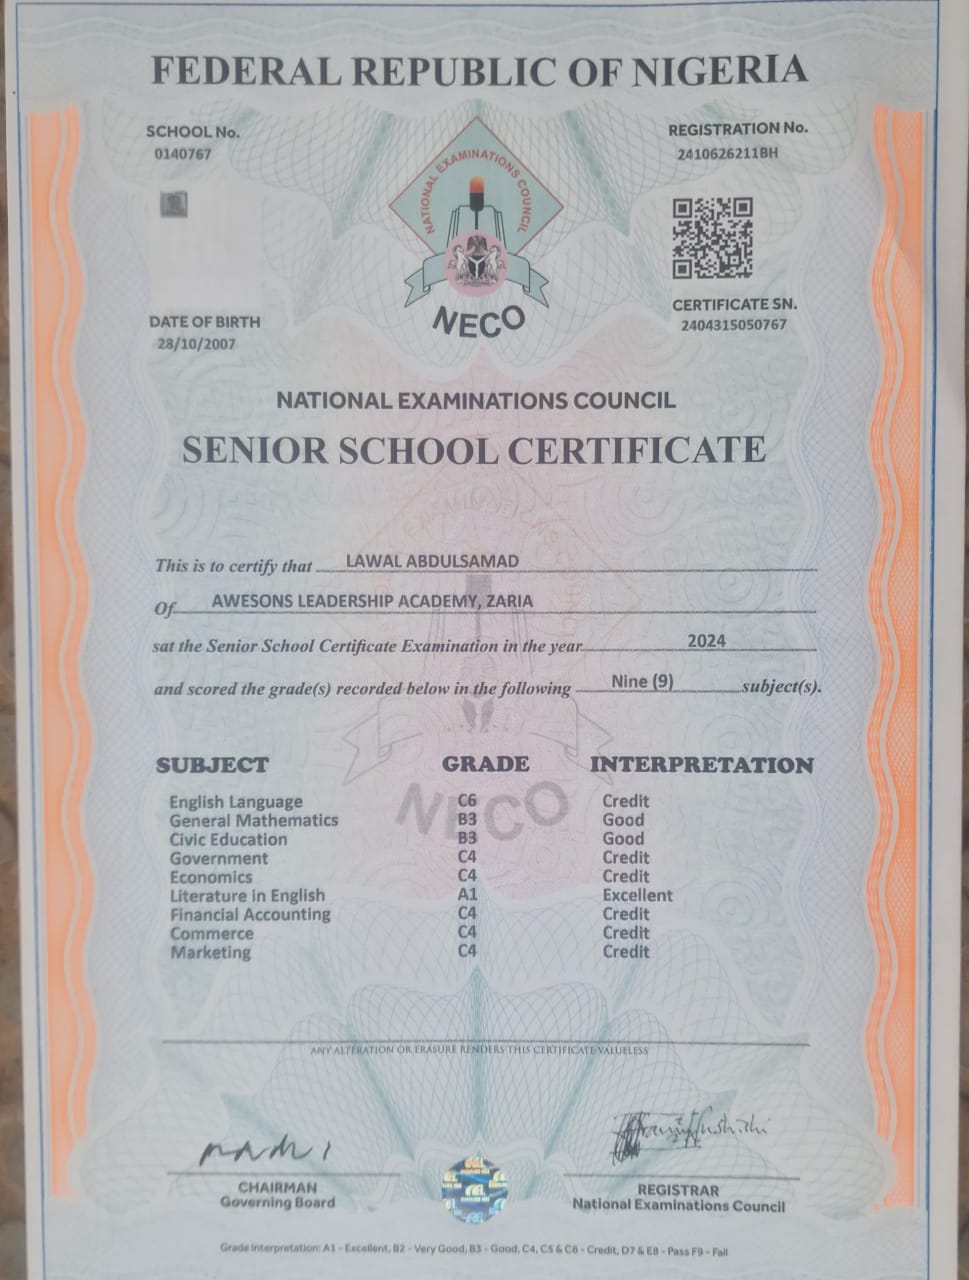 FEDERAL REPUBLIC OF NIGERIA
SCHOOL No.
0140767
REGISTRATION No.
2410626211BH
NATIONAL EXAMINATIONS COUNCIL
NECO
DATE OF BIRTH
28/10/2007
CERTIFICATE SN.
2404315050767
NATIONAL EXAMINATIONS COUNCIL
SENIOR SCHOOL CERTIFICATE
This is to certify that LAWAL ABDULSAMAD
Of AWESONS LEADERSHIP ACADEMY, ZARIA
sat the Senior School Certificate Examination in the year 2024
and scored the grade(s) recorded below in the following Nine (9) subject(s).
SUBJECT GRADE INTERPRETATION
English Language C6 Credit
General Mathematics B3 Good
Civic Education B3 Good
Government C4 Credit
Economics C4 Credit
Literature in English A1 Excellent
Financial Accounting C4 Credit
Commerce C4 Credit
Marketing C4 Credit
NECO
ANY ALTERATION OR ERASURE RENDERS THIS CERTIFICATE VALUELESS
CHAIRMAN
Governing Board
REGISTRAR
National Examinations Council
Grade Interpretation: A1 - Excellent, B2 - Very Good, B3 - Good, C4, C5 & C6 - Credit, D7 & E8 - Pass F9 - Fail